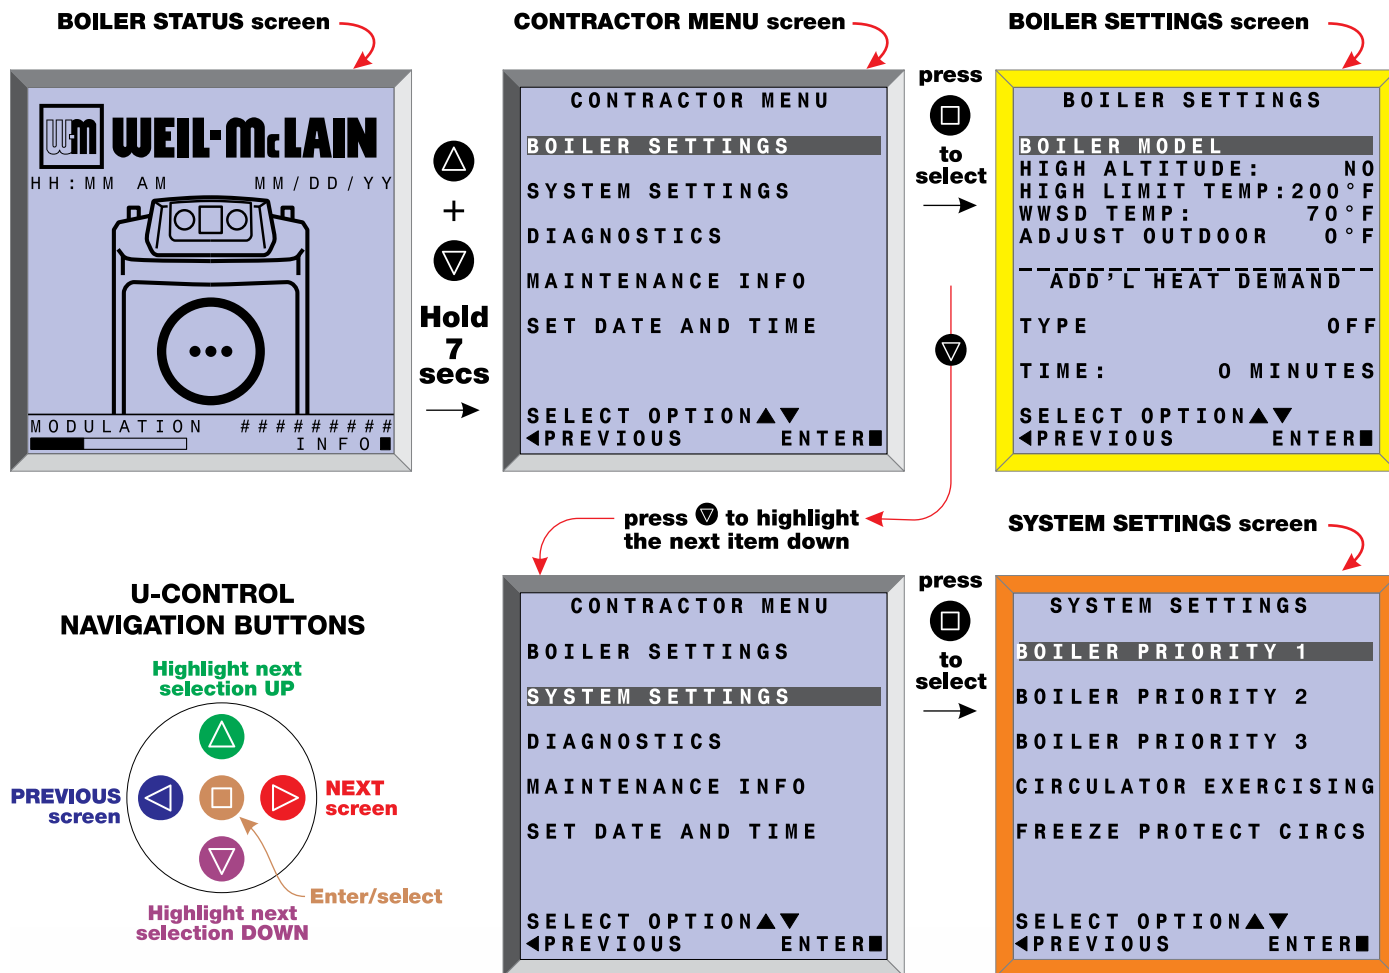 BOILER STATUS screen
WM WEIL-McLAIN
HH:MM AM MM/DD/YY
MODULATION #########
INFO■
△
+
▽
Hold
7
secs
CONTRACTOR MENU screen
CONTRACTOR MENU
BOILER SETTINGS
SYSTEM SETTINGS
DIAGNOSTICS
MAINTENANCE INFO
SET DATE AND TIME
SELECT OPTION▲▼
◀PREVIOUS ENTER■
press
to
select
BOILER SETTINGS screen
BOILER SETTINGS
BOILER MODEL
HIGH ALTITUDE: NO
HIGH LIMIT TEMP:200°F
WWSD TEMP: 70°F
ADJUST OUTDOOR 0°F
ADD'L HEAT DEMAND
TYPE OFF
TIME: 0 MINUTES
SELECT OPTION▲▼
◀PREVIOUS ENTER■
press ▽ to highlight
the next item down
U-CONTROL
NAVIGATION BUTTONS
Highlight next
selection UP
PREVIOUS
screen
NEXT
screen
Enter/select
Highlight next
selection DOWN
CONTRACTOR MENU
BOILER SETTINGS
SYSTEM SETTINGS
DIAGNOSTICS
MAINTENANCE INFO
SET DATE AND TIME
SELECT OPTION▲▼
◀PREVIOUS ENTER■
press
to
select
SYSTEM SETTINGS screen
SYSTEM SETTINGS
BOILER PRIORITY 1
BOILER PRIORITY 2
BOILER PRIORITY 3
CIRCULATOR EXERCISING
FREEZE PROTECT CIRCS
SELECT OPTION▲▼
◀PREVIOUS ENTER■